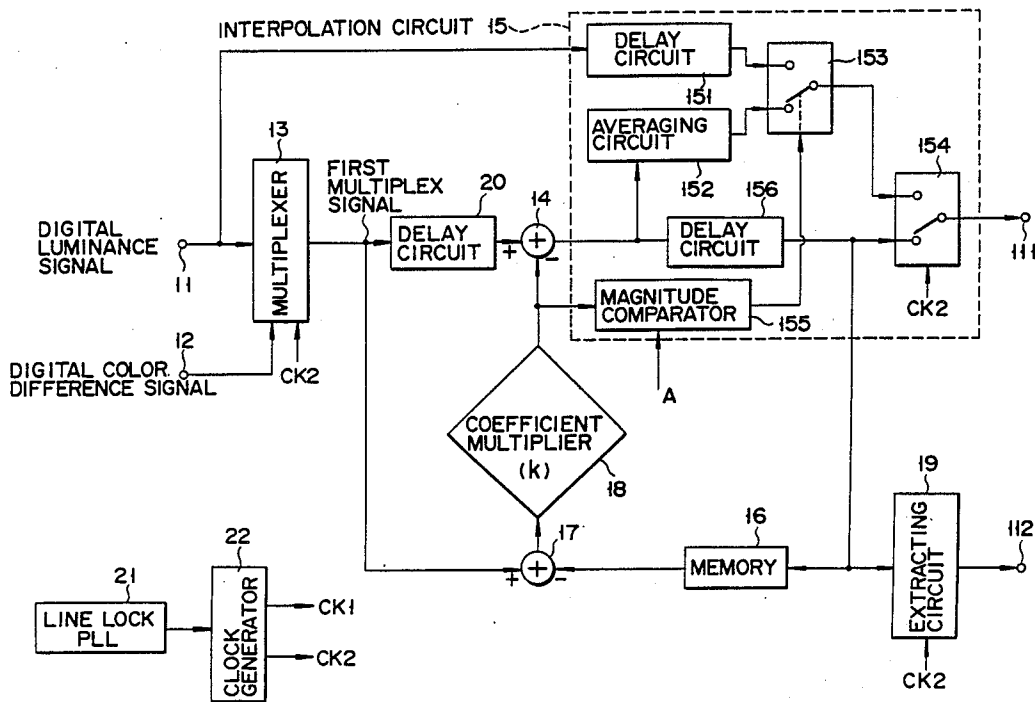 INTERPOLATION CIRCUIT 15
DELAY
CIRCUIT
151
153
AVERAGING
CIRCUIT
152
154
13
MULTIPLEXER
FIRST
MULTIPLEX
SIGNAL
20
DELAY
CIRCUIT
14
+
+
-
156
DELAY
CIRCUIT
DIGITAL
LUMINANCE
SIGNAL
11
111
MAGNITUDE
COMPARATOR
155
CK2
12
DIGITAL COLOR
DIFFERENCE SIGNAL
CK2
A
COEFFICIENT
MULTIPLIER
(k)
18
19
EXTRACTING
CIRCUIT
112
17
+
+
-
16
MEMORY
CK2
21
LINE LOCK
PLL
22
CLOCK
GENERATOR
CK1
CK2